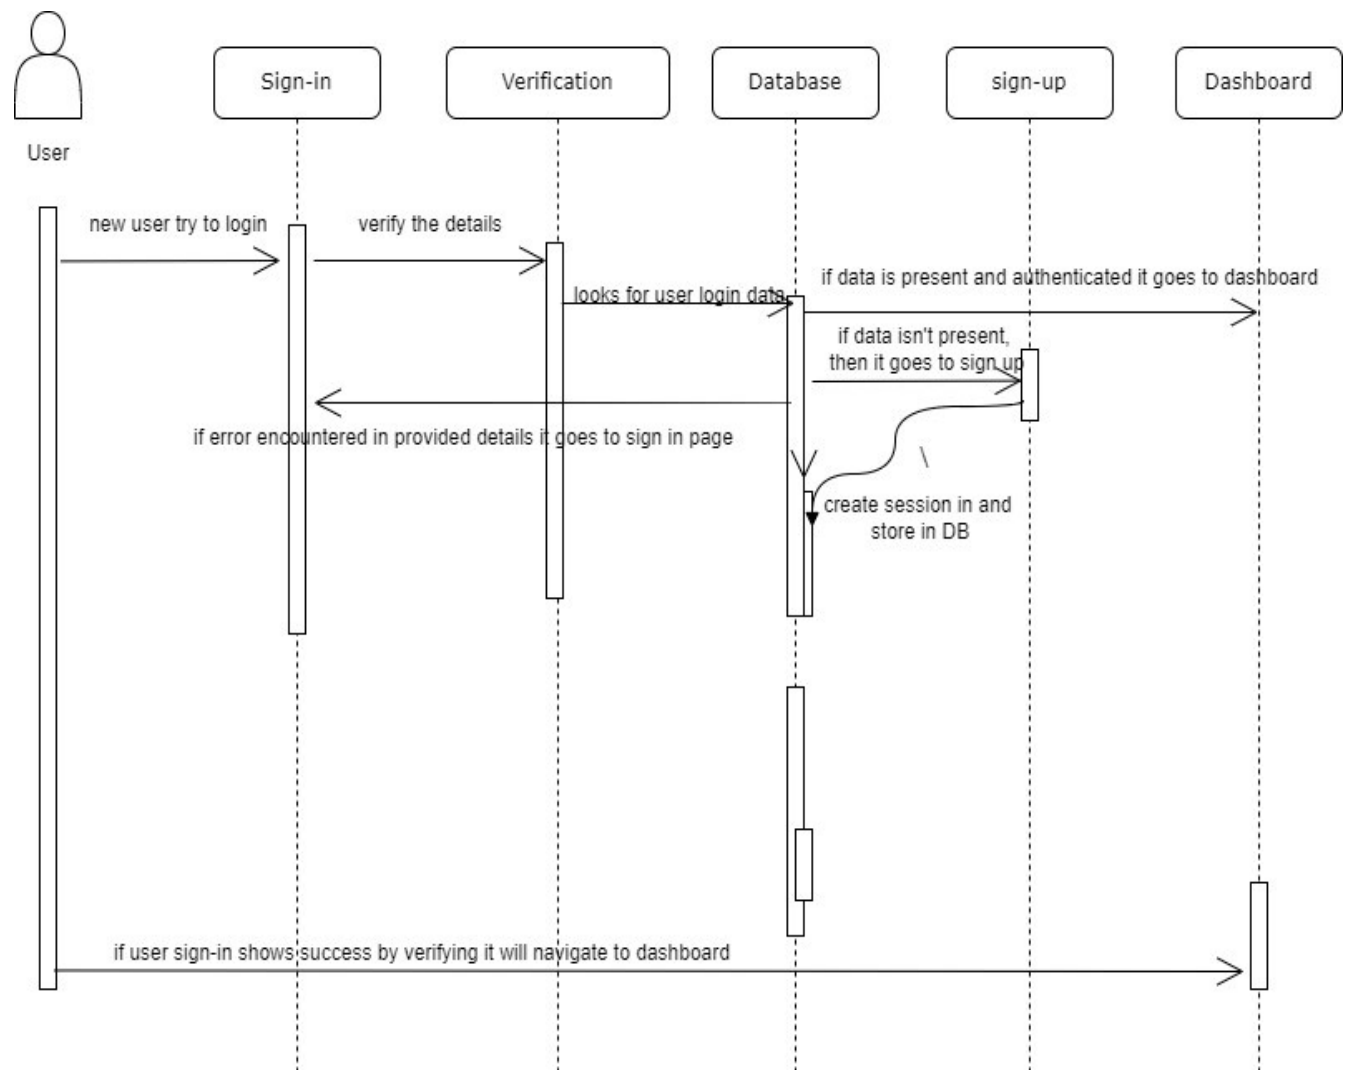 Sign-in
Verification
Database
sign-up
Dashboard
User
new user try to login
verify the details
looks for user login data
if data is present and authenticated it goes to dashboard
if data isn't present,
then it goes to sign up
if error encountered in provided details it goes to sign in page
\
create session in and
store in DB
if user sign-in shows success by verifying it will navigate to dashboard